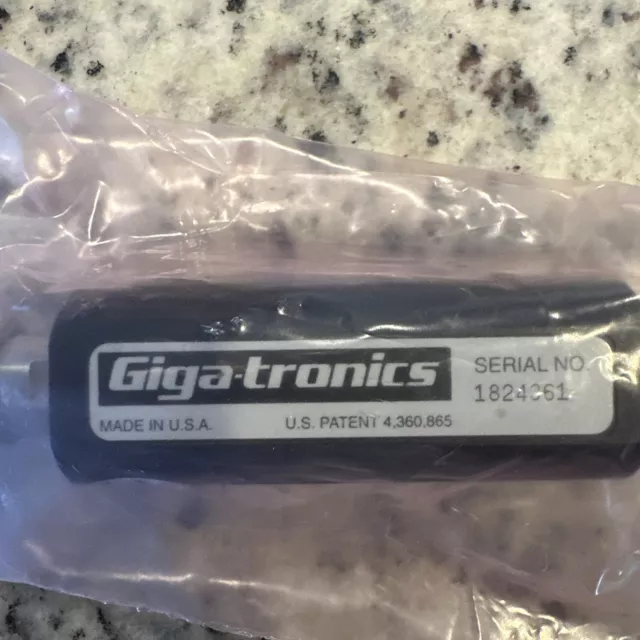 Giga-tronics
SERIAL NO.
MADE IN U.S.A.
U.S. PATENT 4,360,865